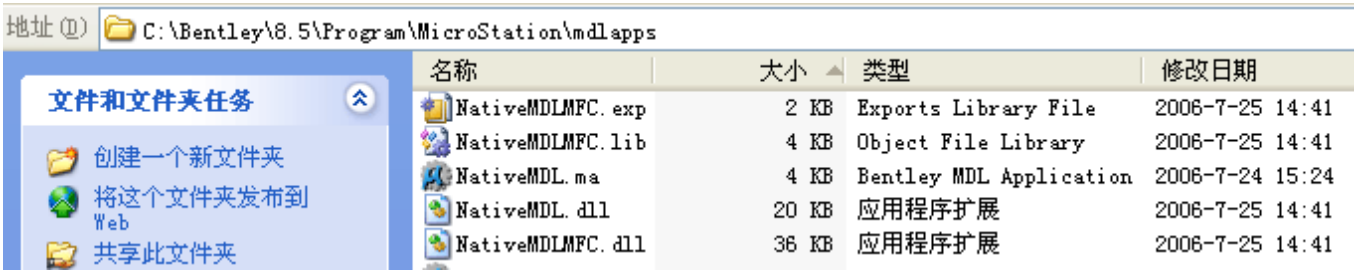 地址(D) C:\Bentley\8.5\Program\MicroStation\mdlapps
名称 大小 类型 修改日期
文件和文件夹任务
创建一个新文件夹
将这个文件夹发布到
Web
共享此文件夹
NativeMDLMFC.exp 2 KB Exports Library File 2006-7-25 14:41
NativeMDLMFC.lib 4 KB Object File Library 2006-7-25 14:41
NativeMDL.ma 4 KB Bentley MDL Application 2006-7-24 15:24
NativeMDL.dll 20 KB 应用程序扩展 2006-7-25 14:41
NativeMDLMFC.dll 36 KB 应用程序扩展 2006-7-25 14:41